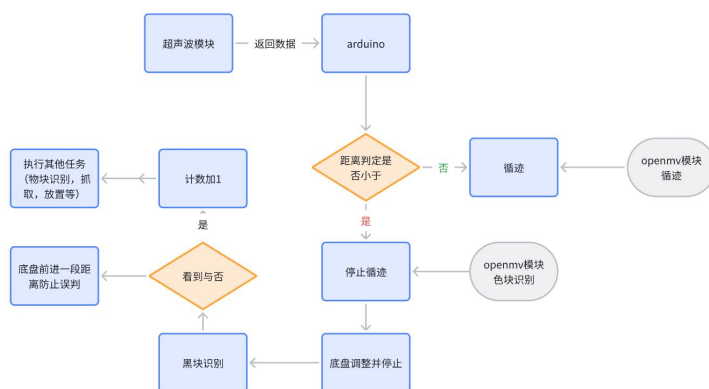 超声波模块
返回数据
arduino
执行其他任务
（物块识别，抓
取，放置等）
计数加1
距离判定是
否小于
否
循迹
openmv模块
循迹
是
是
底盘前进一段距
离防止误判
看到与否
停止循迹
openmv模块
色块识别
黑块识别
底盘调整并停止